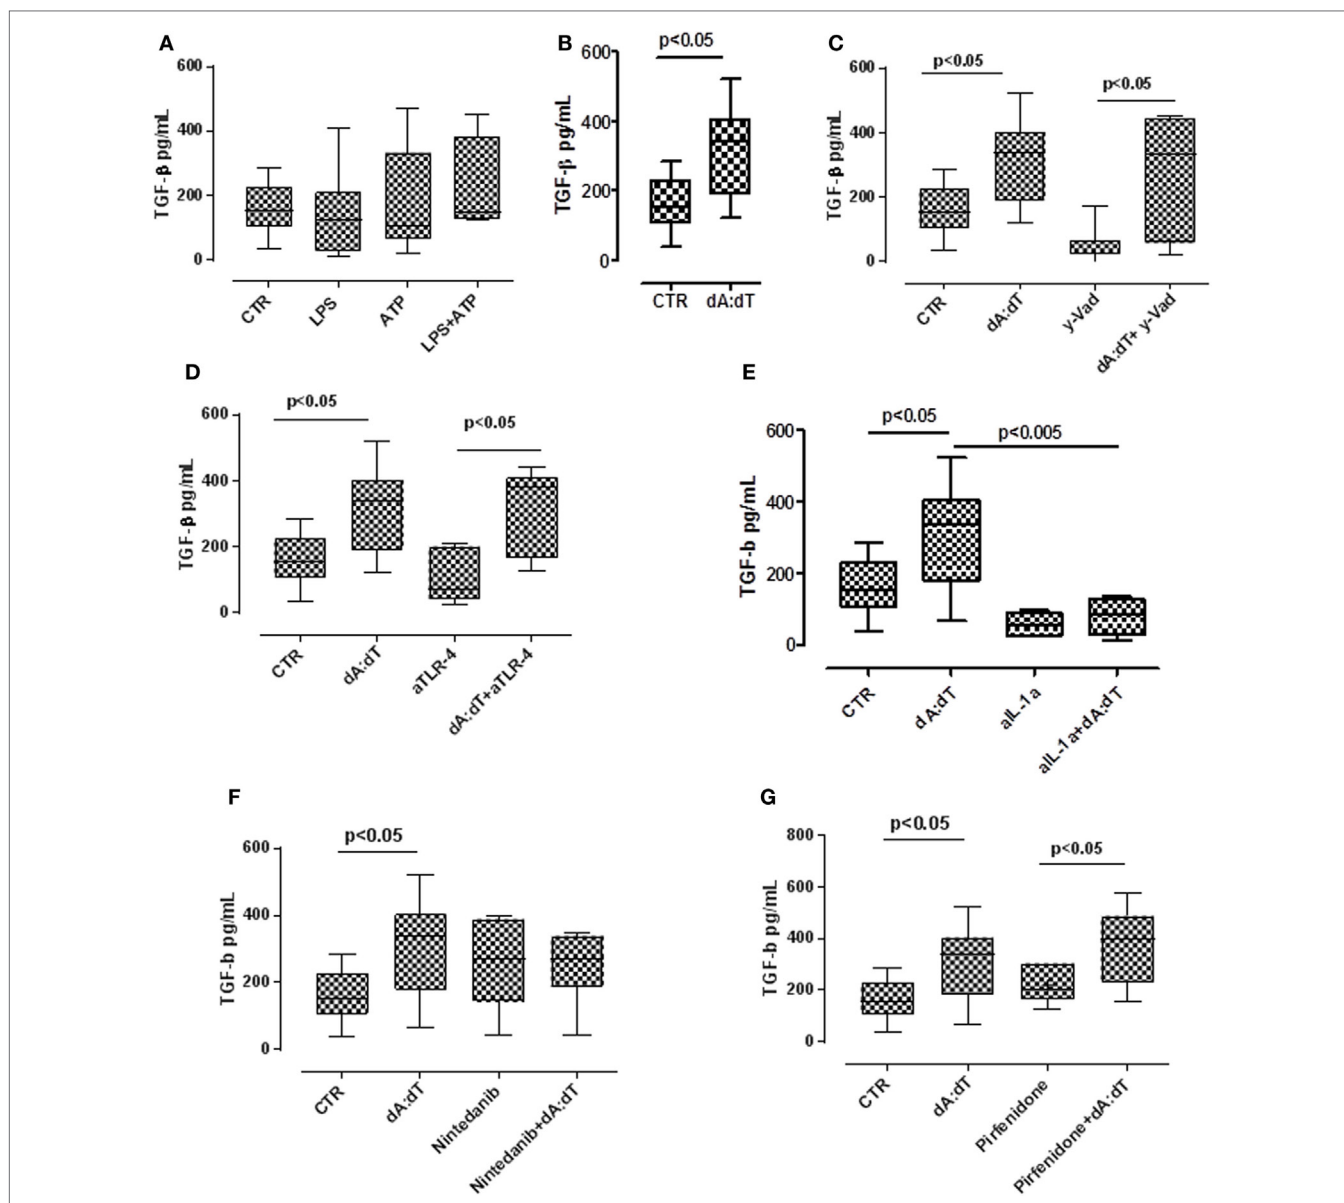 A
TGF-β pg/mL
600
400
200
0
CTR
LPS
ATP
LPS+ATP
B
p<0.05
TGF-β pg/mL
600
400
200
0
CTR
dA:dT
C
p<0.05
p<0.05
TGF-β pg/mL
600
400
200
0
CTR
dA:dT
y-Vad
dA:dT+ y-Vad
D
p<0.05
p<0.05
TGF-β pg/mL
600
400
200
0
CTR
dA:dT
aTLR-4
dA:dT+aTLR-4
E
p<0.05
p<0.005
TGF-b pg/mL
600
400
200
0
CTR
dA:dT
aIL-1a
aIL-1a+dA:dT
F
p<0.05
TGF-b pg/mL
600
400
200
0
CTR
dA:dT
Nintedanib
Nintedanib+dA:dT
G
p<0.05
p<0.05
TGF-b pg/mL
800
600
400
200
0
CTR
dA:dT
Pirfenidone
Pirfenidone+dA:dT